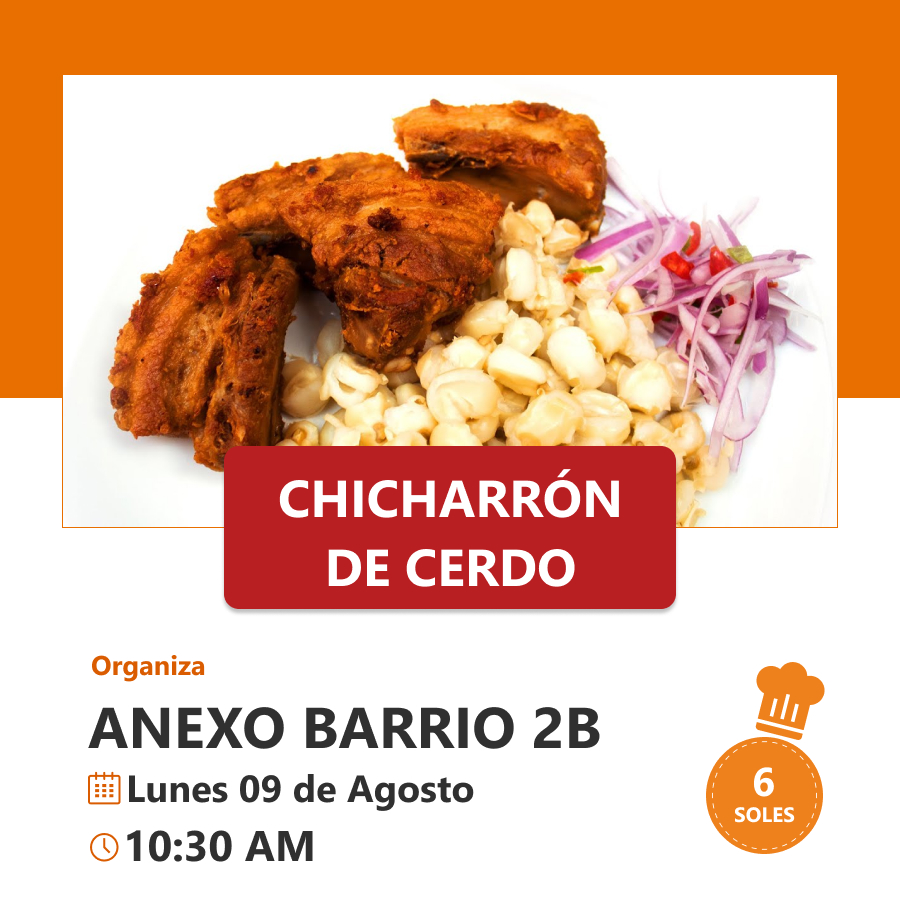 CHICHARRÓN
DE CERDO
Organiza
ANEXO BARRIO 2B
Lunes 09 de Agosto
10:30 AM
6
SOLES